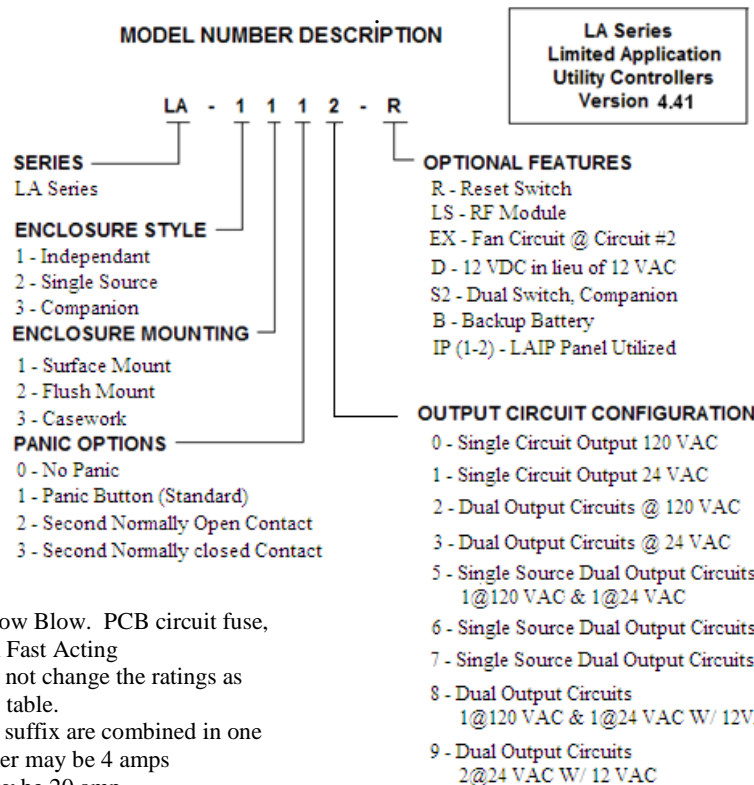 MODEL NUMBER DESCRIPTION
LA Series
Limited Application
Utility Controllers
Version 4.41
LA - 1 1 1 2 - R
SERIES
LA Series
ENCLOSURE STYLE
1 - Independant
2 - Single Source
3 - Companion
ENCLOSURE MOUNTING
1 - Surface Mount
2 - Flush Mount
3 - Casework
PANIC OPTIONS
0 - No Panic
1 - Panic Button (Standard)
2 - Second Normally Open Contact
3 - Second Normally closed Contact
OPTIONAL FEATURES
R - Reset Switch
LS - RF Module
EX - Fan Circuit @ Circuit #2
D - 12 VDC in lieu of 12 VAC
S2 - Dual Switch, Companion
B - Backup Battery
IP (1-2) - LAIP Panel Utilized
OUTPUT CIRCUIT CONFIGURATION
0 - Single Circuit Output 120 VAC
1 - Single Circuit Output 24 VAC
2 - Dual Output Circuits @ 120 VAC
3 - Dual Output Circuits @ 24 VAC
5 - Single Source Dual Output Circuits
1@120 VAC & 1@24 VAC
6 - Single Source Dual Output Circuits
7 - Single Source Dual Output Circuits
8 - Dual Output Circuits
1@120 VAC & 1@24 VAC W/ 12V
9 - Dual Output Circuits
2@24 VAC W/ 12 VAC
ow Blow. PCB circuit fuse,
Fast Acting
not change the ratings as
table.
suffix are combined in one
er may be 4 amps
be 20 amp